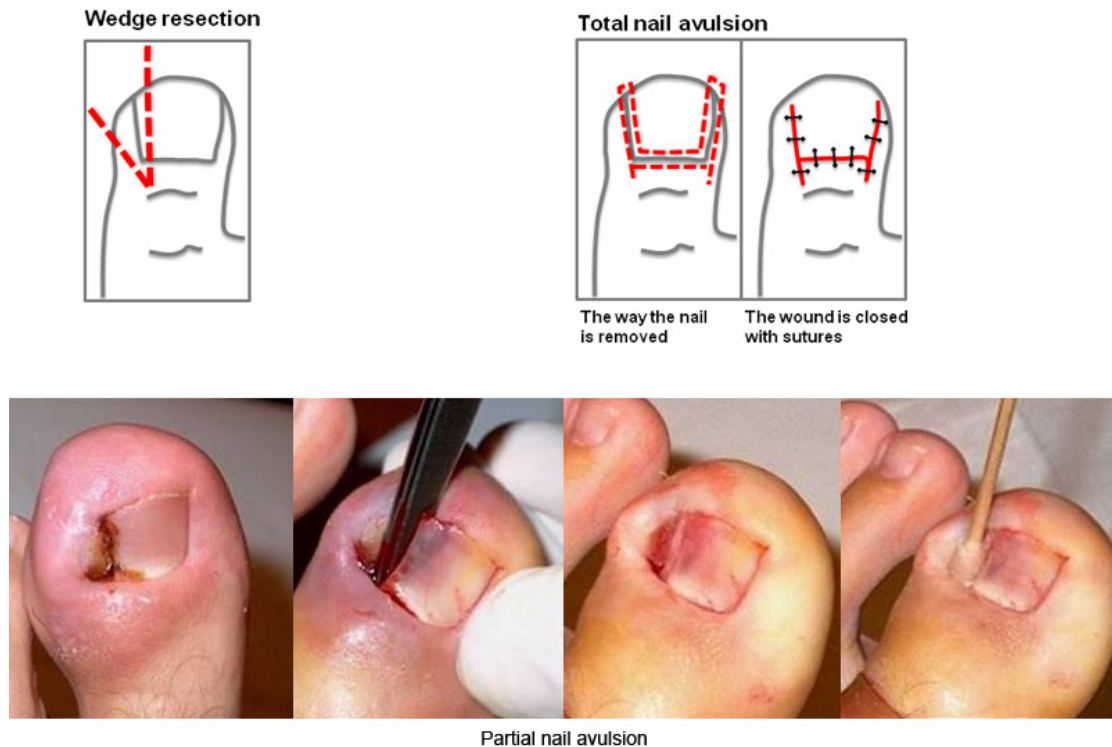 Wedge resection
Total nail avulsion
The way the nail
is removed
The wound is closed
with sutures
Partial nail avulsion